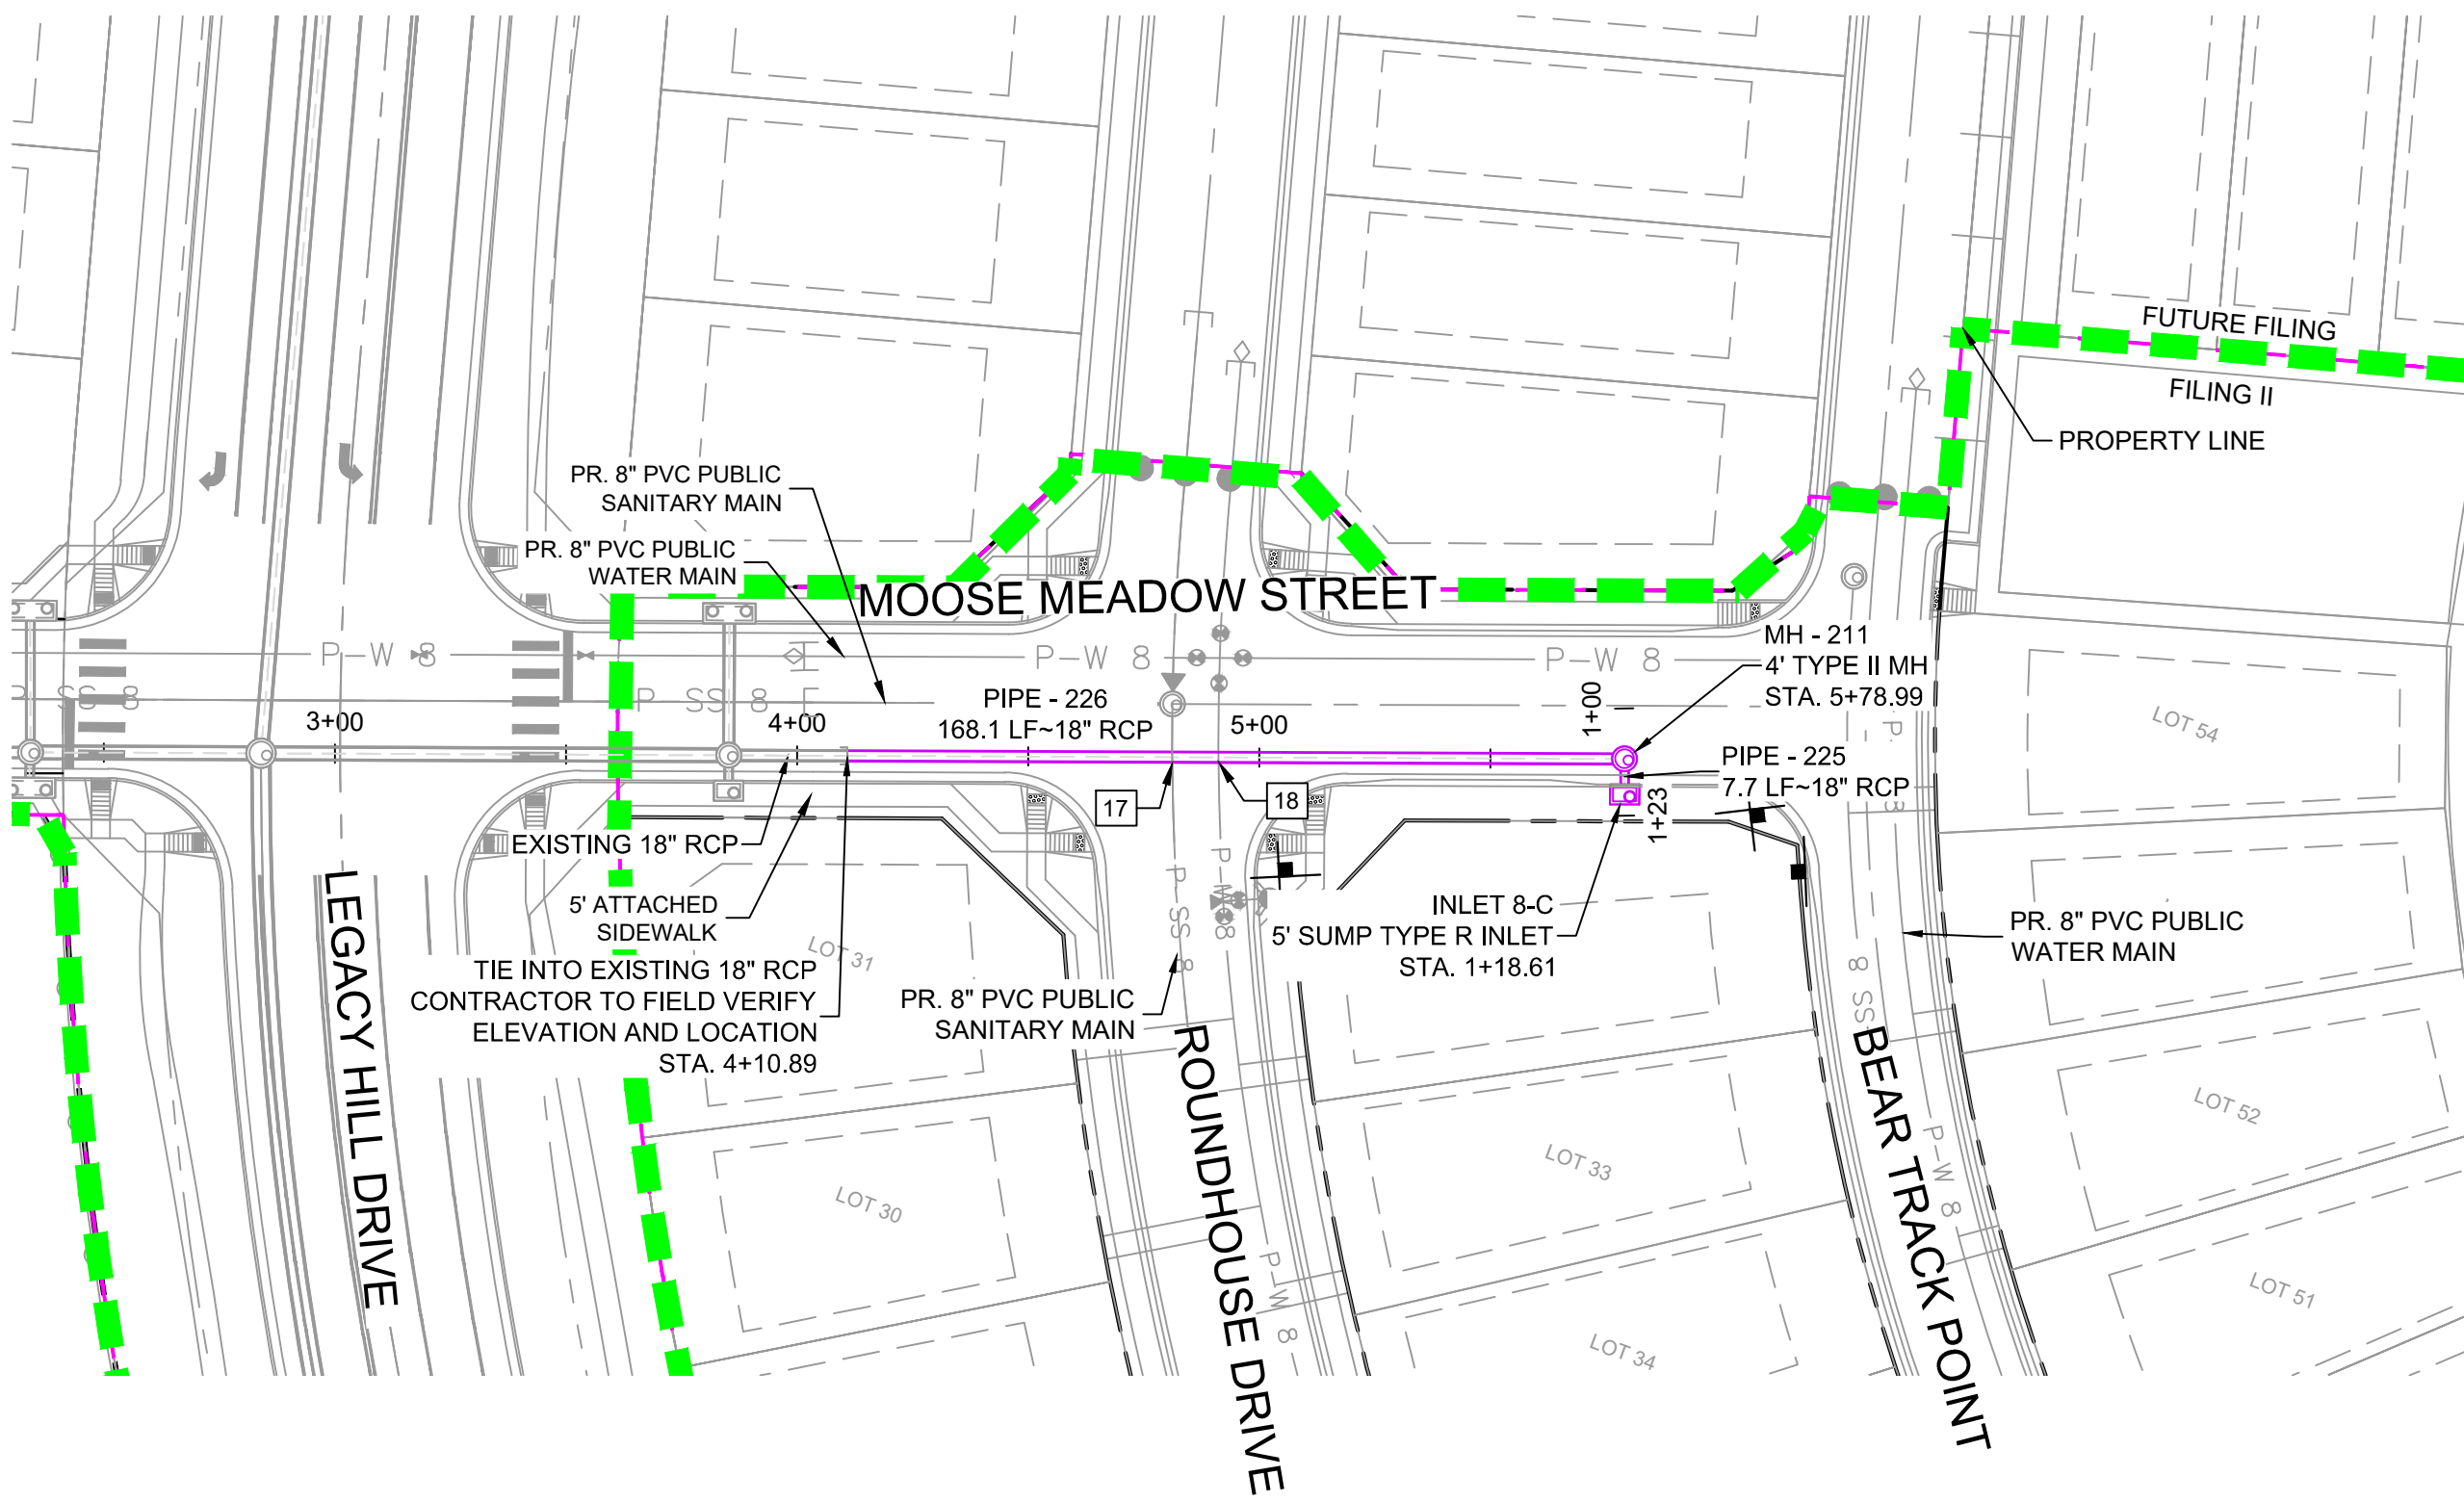 FUTURE FILING
FILING II
PROPERTY LINE
PR. 8" PVC PUBLIC
SANITARY MAIN
PR. 8" PVC PUBLIC
WATER MAIN
MOOSE MEADOW STREET
MH - 211
4' TYPE II MH
STA. 5+78.99
P-W 8
P-W 8
P-W 8
P SS 8
P SS 8
PIPE - 226
168.1 LF~18" RCP
3+00
4+00
5+00
1+00
LOT 54
PIPE - 225
7.7 LF~18" RCP
17
18
1+23
EXISTING 18" RCP
5' ATTACHED
SIDEWALK
LOT 31
INLET 8-C
5' SUMP TYPE R INLET
STA. 1+18.61
PR. 8" PVC PUBLIC
WATER MAIN
TIE INTO EXISTING 18" RCP
CONTRACTOR TO FIELD VERIFY
ELEVATION AND LOCATION
STA. 4+10.89
PR. 8" PVC PUBLIC
SANITARY MAIN
P SS 8
P-W 8
8 SS
P-W 8
P W 8
LEGACY HILL DRIVE
ROUNDHOUSE DRIVE
BEAR TRACK POINT
LOT 52
LOT 33
LOT 30
LOT 51
LOT 34